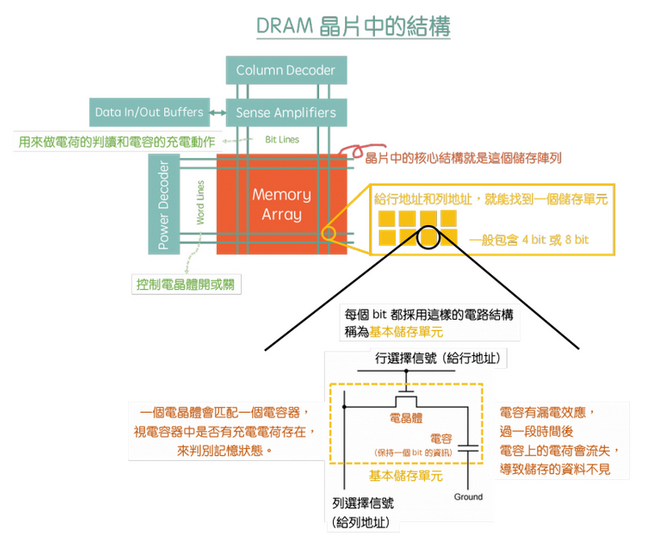 DRAM 晶片中的結構
Column Decoder
Data In/Out Buffers
Sense Amplifiers
用來做電荷的判讀和電容的充電動作
Bit Lines
晶片中的核心結構就是這個儲存陣列
Power Decoder
Word Lines
Memory
Array
給行地址和列地址，就能找到一個儲存單元
一般包含 4 bit 或 8 bit
控制電晶體開或關
每個 bit 都採用這樣的電路結構
稱為基本儲存單元
行選擇信號 (給行地址)
一個電晶體會匹配一個電容器，
視電容器中是否有充電電荷存在，
來判別記憶狀態。
電晶體
電容
(保持一個 bit 的資訊)
基本儲存單元
電容有漏電效應，
過一段時間後
電容上的電荷會流失，
導致儲存的資料不見
Ground
列選擇信號
(給列地址)